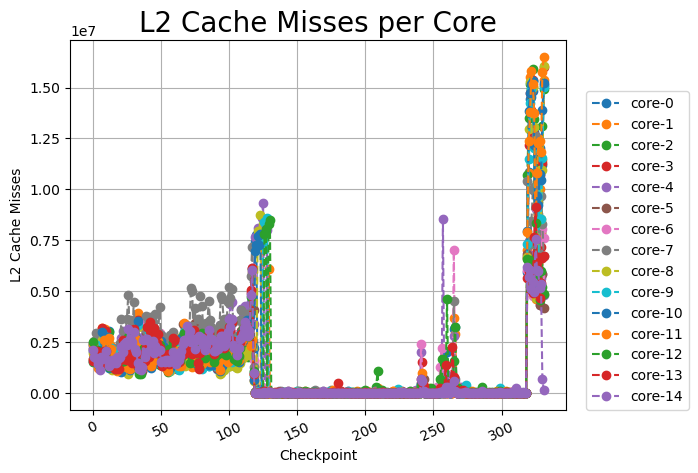 L2 Cache Misses per Core
1e7
1.50
1.25
1.00
0.75
0.50
0.25
0.00
L2 Cache Misses
0
50
100
150
200
250
300
Checkpoint
core-0
core-1
core-2
core-3
core-4
core-5
core-6
core-7
core-8
core-9
core-10
core-11
core-12
core-13
core-14